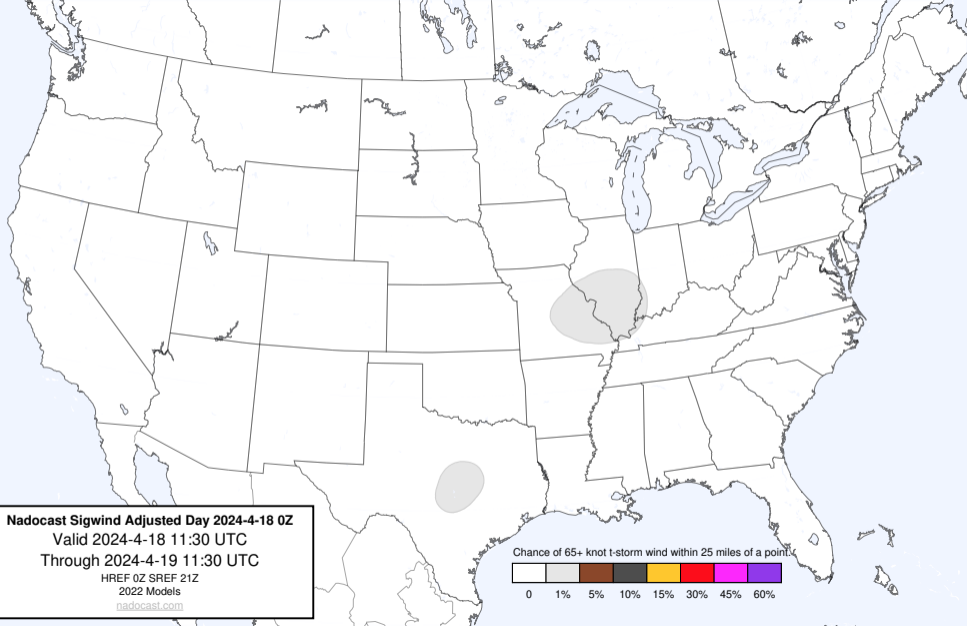 Nadocast Sigwind Adjusted Day 2024-4-18 0Z
Valid 2024-4-18 11:30 UTC
Through 2024-4-19 11:30 UTC
HREF 0Z SREF 21Z
2022 Models
nadocast.com
Chance of 65+ knot t-storm wind within 25 miles of a point.
0 1% 5% 10% 15% 30% 45% 60%